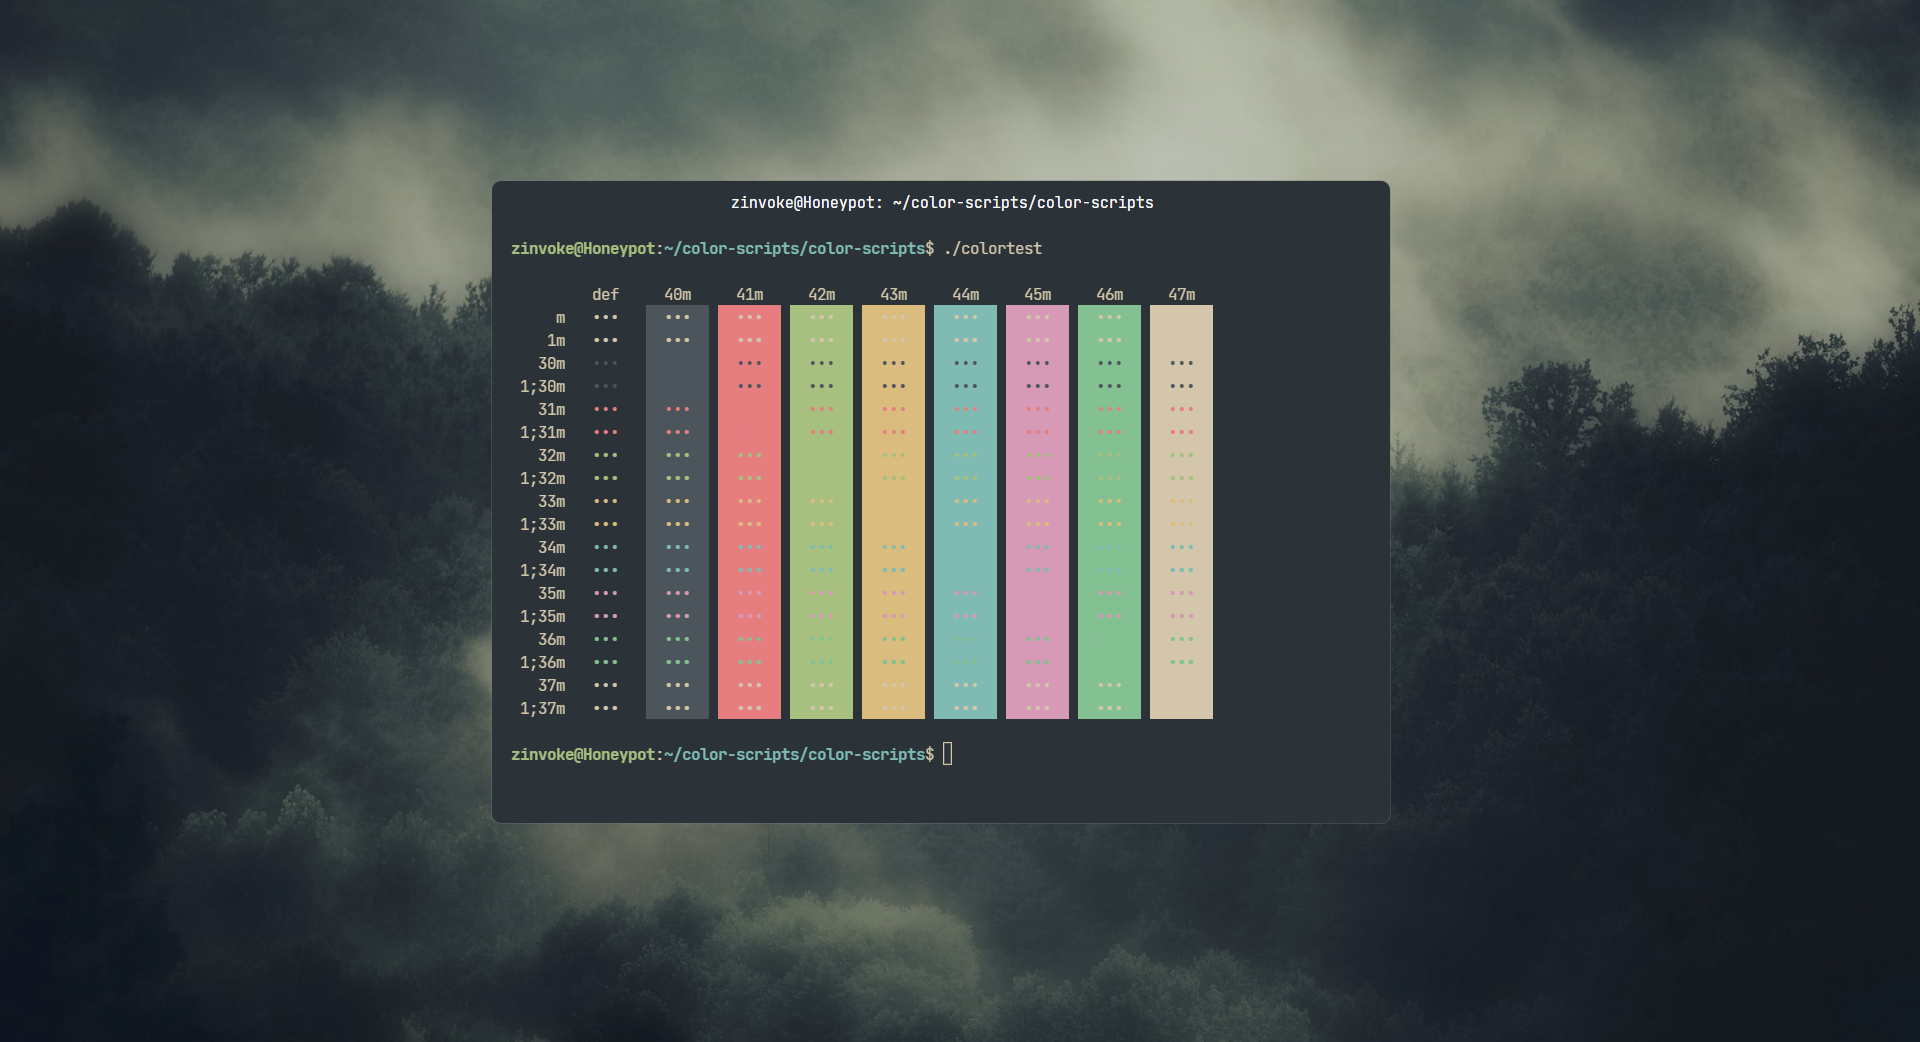 zinvoke@Honeypot: ~/color-scripts/color-scripts
zinvoke@Honeypot:~/color-scripts/color-scripts$ ./colortest
def 40m 41m 42m 43m 44m 45m 46m 47m
m ••• ••• ••• ••• ••• ••• ••• •••
1m ••• ••• ••• ••• ••• ••• ••• •••
30m ••• ••• ••• ••• ••• ••• ••• •••
1;30m ••• ••• ••• ••• ••• ••• ••• •••
31m ••• ••• ••• ••• ••• ••• ••• •••
1;31m ••• ••• ••• ••• ••• ••• ••• •••
32m ••• ••• ••• ••• ••• ••• ••• •••
1;32m ••• ••• ••• ••• ••• ••• ••• •••
33m ••• ••• ••• ••• ••• ••• ••• •••
1;33m ••• ••• ••• ••• ••• ••• ••• •••
34m ••• ••• ••• ••• ••• ••• ••• •••
1;34m ••• ••• ••• ••• ••• ••• ••• •••
35m ••• ••• ••• ••• ••• ••• ••• •••
1;35m ••• ••• ••• ••• ••• ••• ••• •••
36m ••• ••• ••• ••• ••• ••• ••• •••
1;36m ••• ••• ••• ••• ••• ••• ••• •••
37m ••• ••• ••• ••• ••• ••• ••• •••
1;37m ••• ••• ••• ••• ••• ••• ••• •••
zinvoke@Honeypot:~/color-scripts/color-scripts$